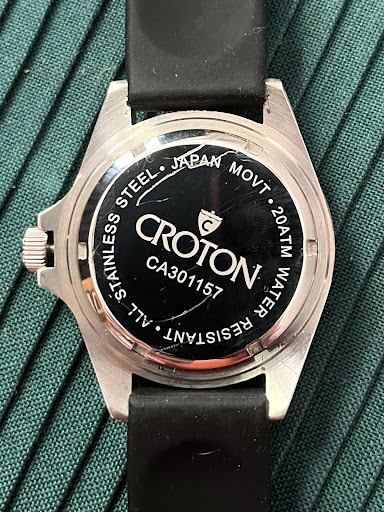 ALL STAINLESS STEEL • JAPAN MOVT • 20ATM WATER RESISTANT •
C
CROTON
CA301157